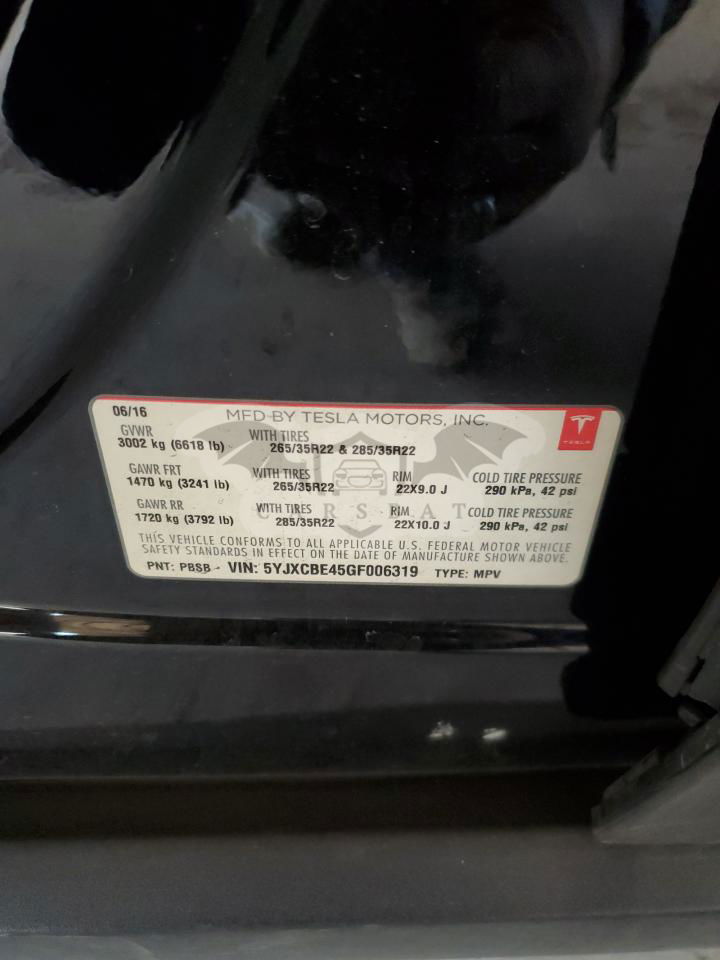 06/16 MFD BY TESLA MOTORS, INC.
GVWR WITH TIRES
3002 kg (6618 lb) 265/35R22 & 285/35R22
TESLA
GAWR FRT WITH TIRES RIM COLD TIRE PRESSURE
1470 kg (3241 lb) 265/35R22 22X9.0 J 290 kPa, 42 psi
GAWR RR WITH TIRES RIM COLD TIRE PRESSURE
1720 kg (3792 lb) 285/35R22 22X10.0 J 290 kPa, 42 psi
CARSBAT
THIS VEHICLE CONFORMS TO ALL APPLICABLE U.S. FEDERAL MOTOR VEHICLE
SAFETY STANDARDS IN EFFECT ON THE DATE OF MANUFACTURE SHOWN ABOVE.
PNT: PBSB VIN: 5YJXCBE45GF006319 TYPE: MPV